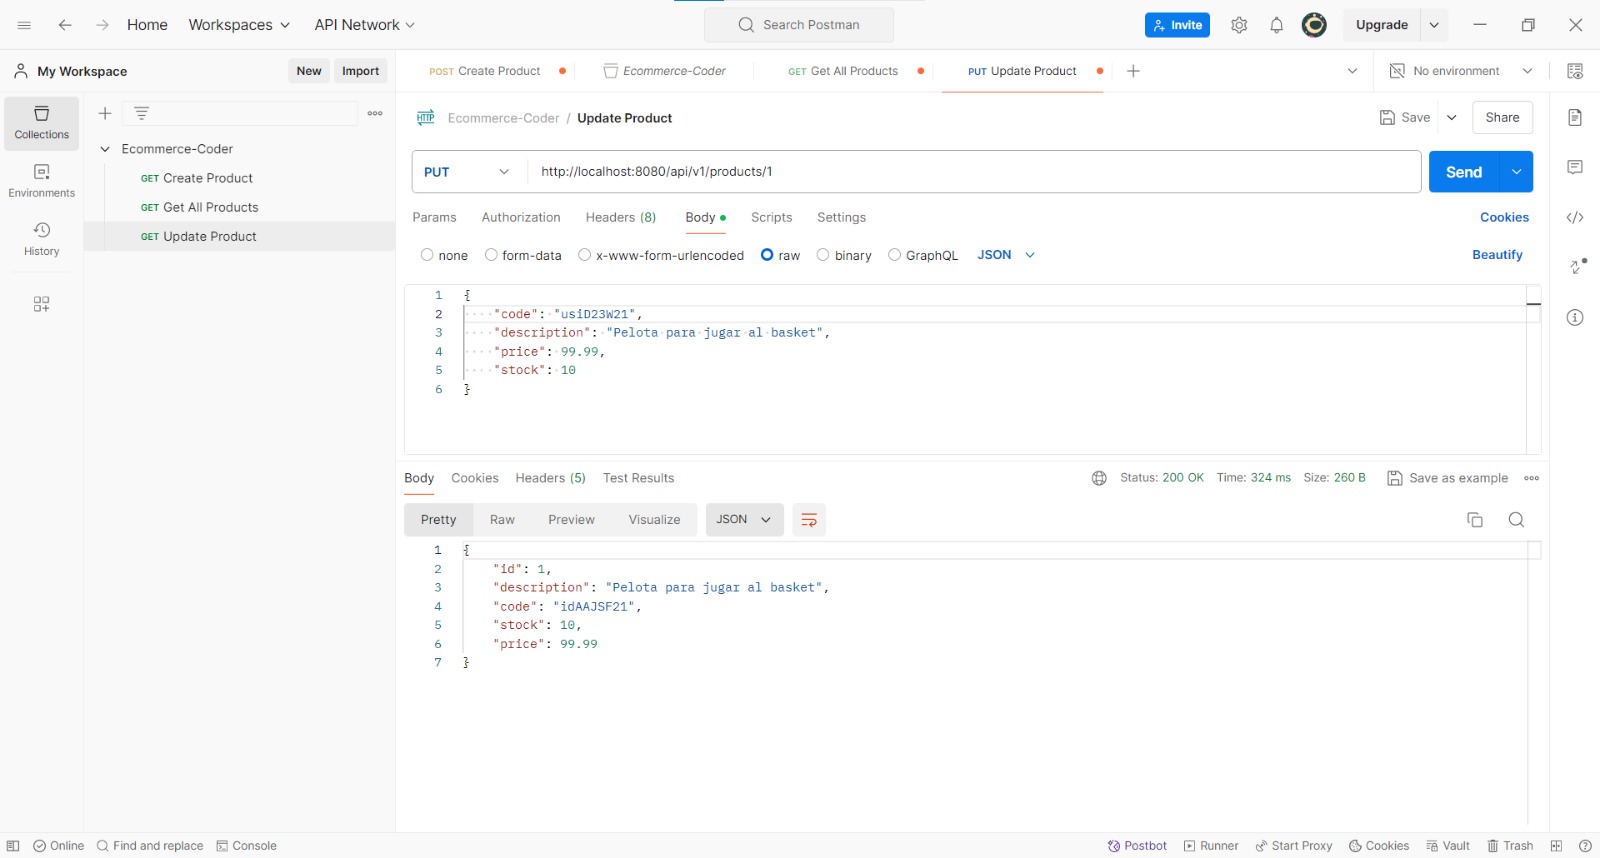 Home Workspaces API Network Search Postman Invite Upgrade
My Workspace New Import POST Create Product Ecommerce-Coder GET Get All Products PUT Update Product No environment
Collections
Environments
History
Ecommerce-Coder
GET Create Product
GET Get All Products
GET Update Product
HTTP Ecommerce-Coder / Update Product Save Share
PUT http://localhost:8080/api/v1/products/1 Send
Params Authorization Headers (8) Body Scripts Settings Cookies
none form-data x-www-form-urlencoded raw binary GraphQL JSON Beautify
1 {
2 "code": "usiD23W21",
3 "description": "Pelota para jugar al basket",
4 "price": 99.99,
5 "stock": 10
6 }
Body Cookies Headers (5) Test Results Status: 200 OK Time: 324 ms Size: 260 B Save as example
Pretty Raw Preview Visualize JSON
1 {
2 "id": 1,
3 "description": "Pelota para jugar al basket",
4 "code": "idAAJSF21",
5 "stock": 10,
6 "price": 99.99
7 }
Online Find and replace Console Postbot Runner Start Proxy Cookies Vault Trash